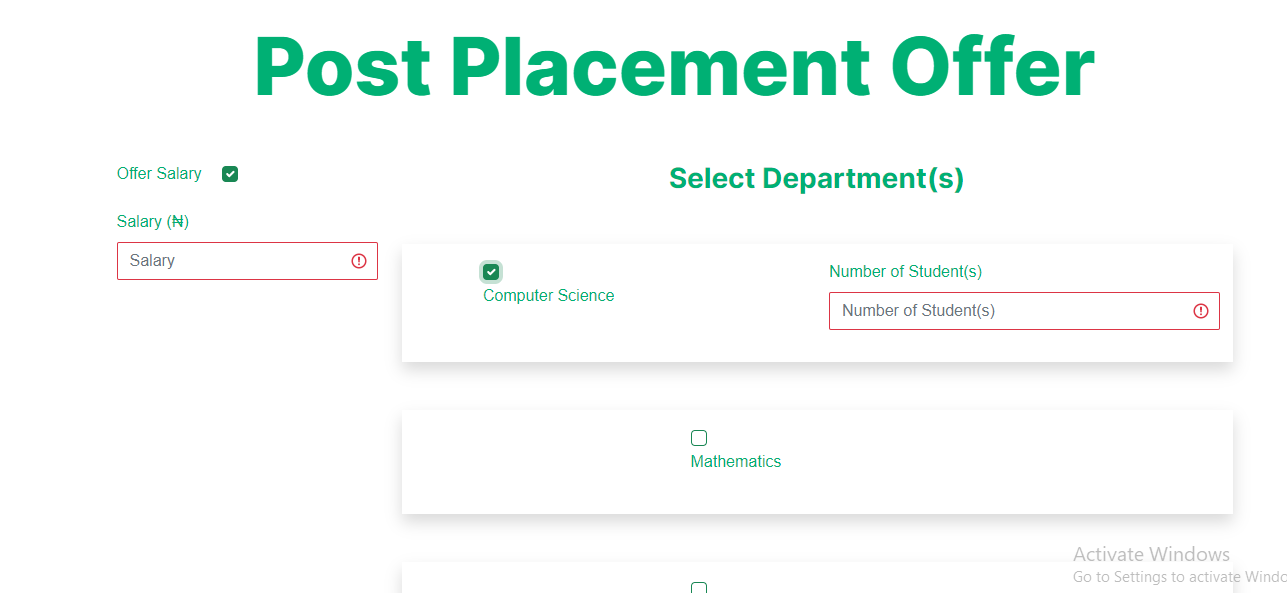 Post Placement Offer
Offer Salary
Select Department(s)
Salary (₦)
Salary
Computer Science
Number of Student(s)
Number of Student(s)
Mathematics
Activate Windows
Go to Settings to activate Windo